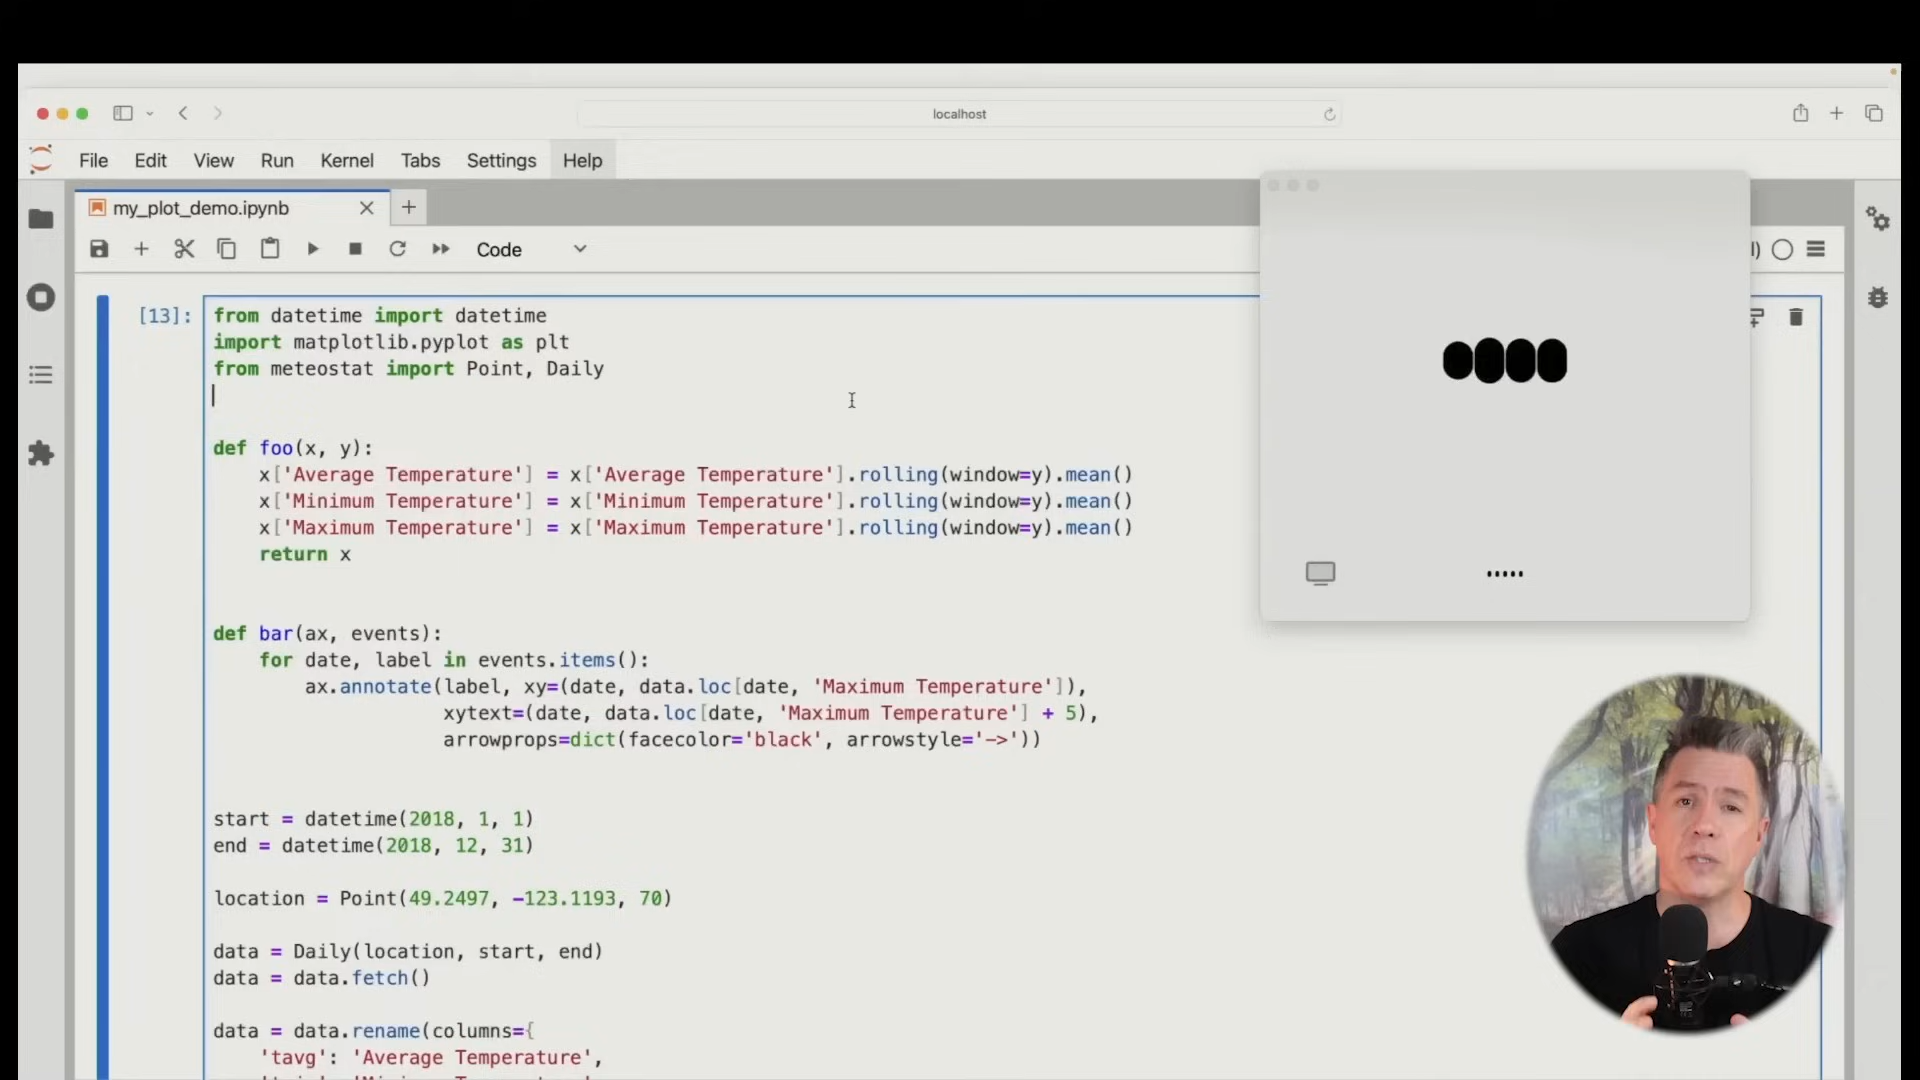 localhost
File Edit View Run Kernel Tabs Settings Help
my_plot_demo.ipynb
Code
[13]:
from datetime import datetime
import matplotlib.pyplot as plt
from meteostat import Point, Daily
def foo(x, y):
    x['Average Temperature'] = x['Average Temperature'].rolling(window=y).mean()
    x['Minimum Temperature'] = x['Minimum Temperature'].rolling(window=y).mean()
    x['Maximum Temperature'] = x['Maximum Temperature'].rolling(window=y).mean()
    return x
def bar(ax, events):
    for date, label in events.items():
        ax.annotate(label, xy=(date, data.loc[date, 'Maximum Temperature']),
                    xytext=(date, data.loc[date, 'Maximum Temperature'] + 5),
                    arrowprops=dict(facecolor='black', arrowstyle='->'))
start = datetime(2018, 1, 1)
end = datetime(2018, 12, 31)
location = Point(49.2497, -123.1193, 70)
data = Daily(location, start, end)
data = data.fetch()
data = data.rename(columns={
    'tavg': 'Average Temperature',